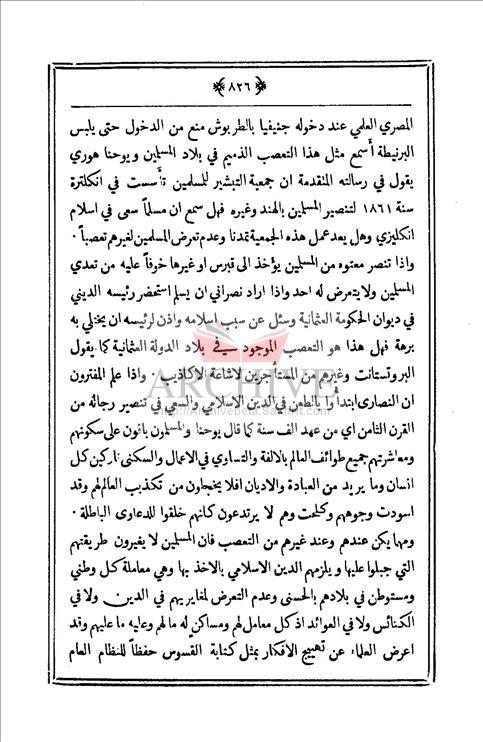 ﴿ ٨٢٦ ﴾
المصري العلمي عند دخوله جنيفيا بالطربوش منع من الدخول حتى يلبس
البرنيطة أسمع مثل هذا التعصب الذميم في بلاد المسلمين ويوحنا هوري
يقول في رسالته المتقدمة ان جمعية التبشير للمسلمين تأسست في انكلترة
سنة ١٨٦١ لتنصير المسلمين بالهند وغيره فهل سمع ان مسلماً سعى في اسلام
انكليزي وهل يعد عمل هذه الجمعية تمدنا وعدم تعرض المسلمين لغيرهم تعصباً ·
واذا تنصر معتوه من المسلمين يؤخذ الى قبرس او غيرها خوفاً عليه من تعدي
المسلمين ولا يتعرض له احد واذا اراد نصراني ان يسلم استحضر رئيسه الديني
في ديوان الحكومة العثمانية وسئل عن سبب اسلامه واذن لرئيسه ان يختلي به
برهة فهل هذا هو التعصب الموجود في بلاد الدولة العثمانية كما يقول
البروتستانت وغيرهم من المستأجرين لاشاعة الاكاذيب · واذا علم المفترون
ARCHIVE
http://Archivebeta.Sakhrit.com
ان النصارى ابتدأوا بالطعن في الدين الاسلامي والسعي في تنصير رجاله من
القرن الثامن اي من عهد الف سنة كما قال يوحنا والمسلمون باتون على سكونهم
ومعاشرتهم جميع طوائف العالم بالالفة والتساوي في الاعمال والسكنى تاركين كل
انسان وما يريد من العبادة والاديان افلا يخجلون من تكذيب العالم لهم وقد
اسودت وجوههم وكلحت وهم لا يرتدعون كانهم خلقوا للدعاوى الباطلة ·
ومهما يكن عندهم وعند غيرهم من التعصب فان المسلمين لا يغيرون طريقتهم
التي جبلوا عليها ويلزمهم الدين الاسلامي بالاخذ بها وهي معاملة كل وطني
ومستوطن في بلادهم بالحسنى وعدم التعرض لمغايريهم في الدين ولا في
الكنائس ولا في العوائد اذ كل معامل لهم ومساكن له ما لهم وعليه ما عليهم وقد
اعرض العلماء عن تهييج الافكار بمثل كتابة القسوس حفظاً للنظام العام